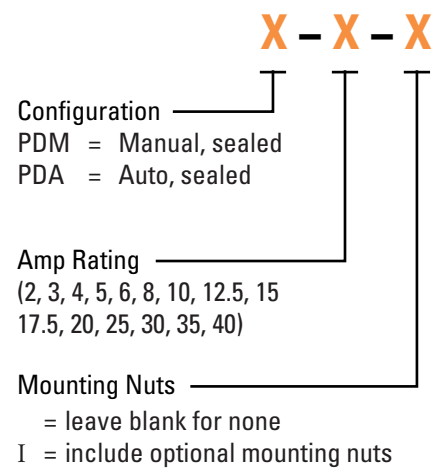 X – X – X
Configuration
PDM = Manual, sealed
PDA = Auto, sealed
Amp Rating
(2, 3, 4, 5, 6, 8, 10, 12.5, 15
17.5, 20, 25, 30, 35, 40)
Mounting Nuts
= leave blank for none
I = include optional mounting nuts